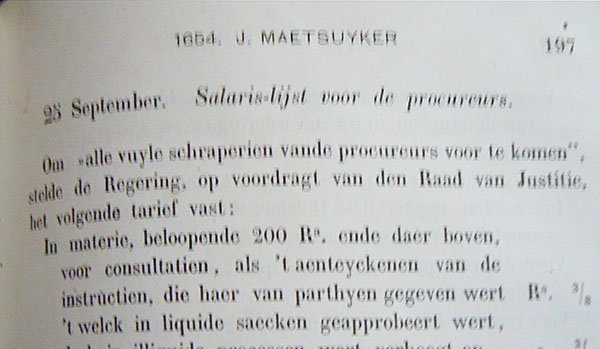 1654. J. MAETSUYKER
197
25 September. Salaris-lijst voor de procureurs.
Om „alle vuyle schraperien vande procureurs voor te komen”,
stelde de Regering, op voordragt van den Raad van Justitie,
het volgende tarief vast:
In materie, beloopende 200 Rª. ende daer boven,
voor consultatien, als 't aenteyckenen van de
instructien, die haer van parthyen gegeven wert Rª. 3/8
't welck in liquide saecken geapprobeert wert,
processen wert